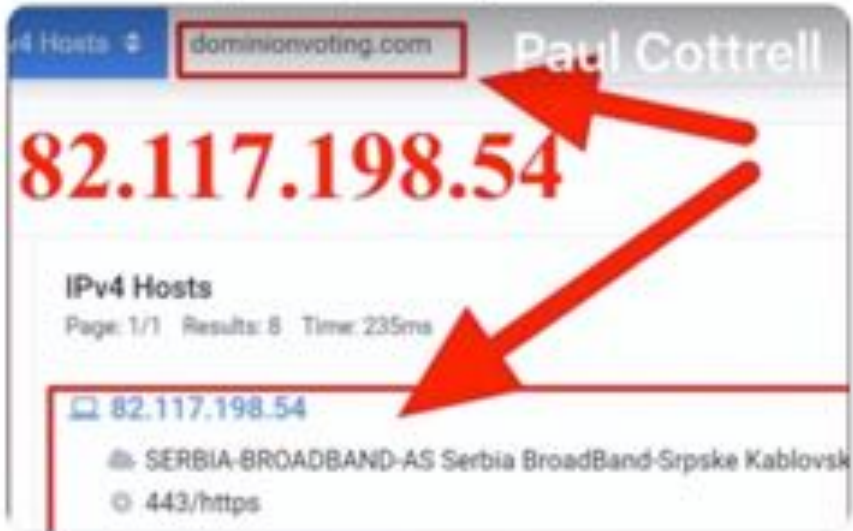 v4 Hosts
dominionvoting.com
Paul Cottrell
82.117.198.54
IPv4 Hosts
Page: 1/1 Results: 8 Time: 235ms
82.117.198.54
SERBIA-BROADBAND-AS Serbia BroadBand-Srpske Kablovsk
443/https